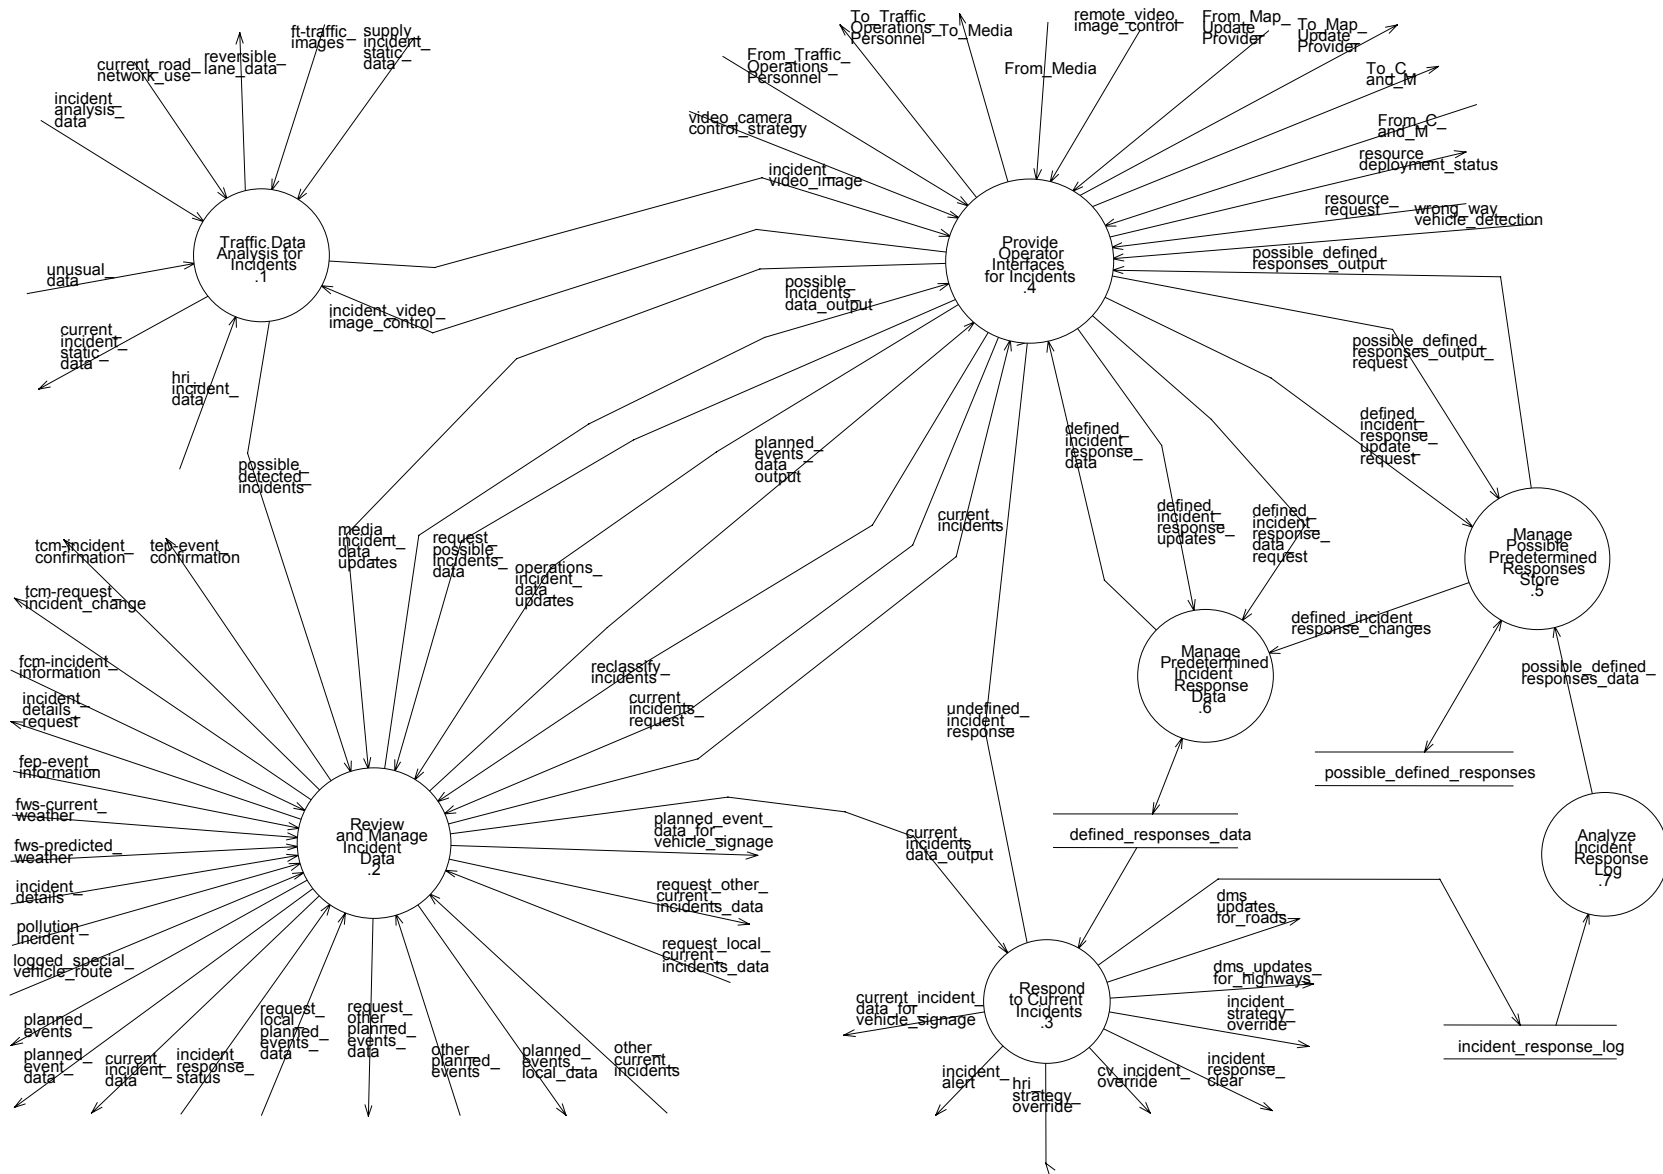 ft-traffic_
images
supply_
incident_
static_
data
reversible_
lane_data
current_road_
network_use
incident_
analysis_
data
Traffic Data
Analysis for
Incidents
.1
unusual_
data
current_
incident_
static_
data
hri_
incident_
data
possible_
detected_
incidents
To_Traffic_
Operations_
Personnel
To_Media
From_Traffic_
Operations_
Personnel
From_Media
remote_video_
image_control
From_Map_
Update_
Provider
To_Map_
Update_
Provider
To_C_
and_M
From_C_
and_M
resource_
deployment_status
resource_
request
wrong_way_
vehicle_detection
possible_defined_
responses_output
video_camera_
control_strategy
incident_
video_image
incident_video_
image_control
possible_
incidents_
data_output
Provide
Operator
Interfaces
for Incidents
.4
possible_defined_
responses_output_
request
defined_
incident_
response_
update_
request
defined_
incident_
response_
data
defined_
incident_
response_
updates
defined_
incident_
response_
data_
request
planned_
events_
data_
output
current_
incidents
media_
incident_
data_
updates
request_
possible_
incidents_
data
operations_
incident_
data_
updates
reclassify_
incidents
current_
incidents_
request
undefined_
incident_
response
Manage
Possible
Predetermined
Responses
Store
.5
defined_incident_
response_changes
Manage
Predetermined
Incident
Response
Data
.6
possible_defined_
responses_data
possible_defined_responses
defined_responses_data
Analyze
Incident
Response
Log
.7
incident_response_log
tcm-incident_
confirmation
tep-event_
confirmation
tcm-request_
incident_change
fcm-incident_
information
incident_
details_
request
fep-event_
information
fws-current_
weather
fws-predicted_
weather
incident_
details
pollution_
incident
logged_special_
vehicle_route
planned_
events
planned_
event_
data
current_
incident_
data
incident_
response_
status
request_
local_
planned_
events_
data
request_
other_
planned_
events_
data
other_
planned_
events
planned_
events_
local_data
other_
current_
incidents
Review
and Manage
Incident
Data
.2
planned_event_
data_for_
vehicle_signage
request_other_
current_
incidents_data
request_local_
current_
incidents_data
current_
incidents_
data_output
Respond
to Current
Incidents
.3
current_incident_
data_for_
vehicle_signage
incident_
alert
hri_
strategy_
override
cv_incident_
override
incident_
response_
clear
incident_
strategy_
override
dms_updates_
for_highways
dms_
updates_
for_roads